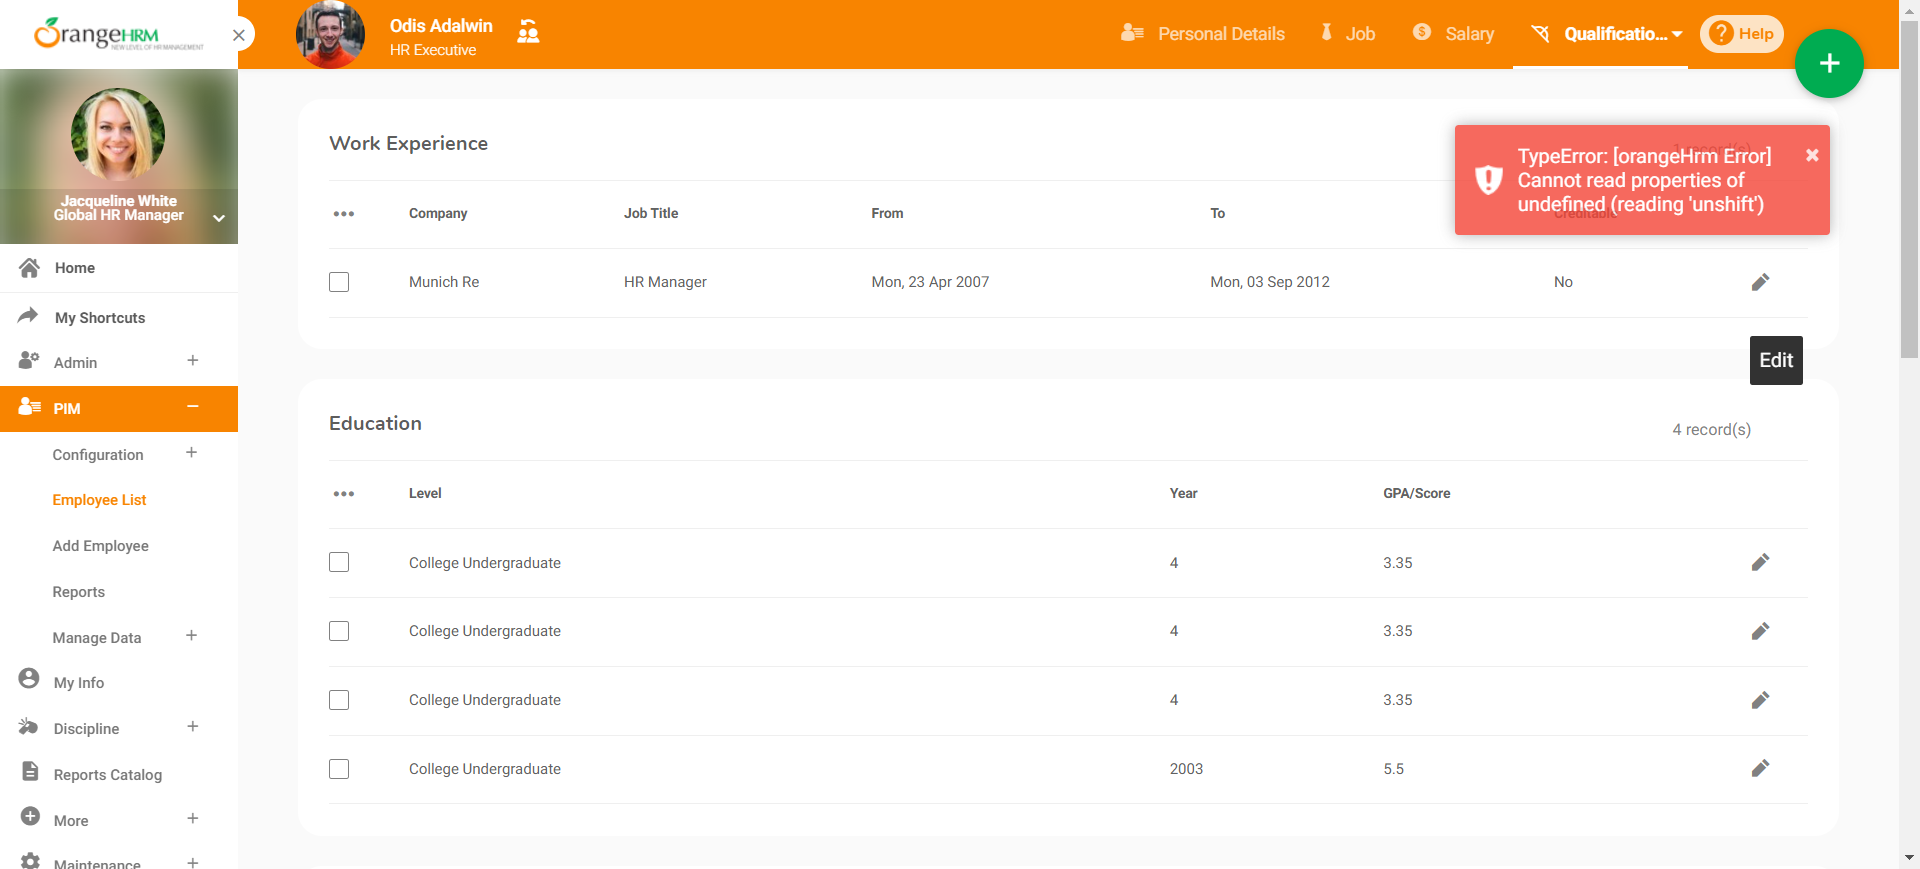 OrangeHRM
NEW LEVEL OF HR MANAGEMENT
Odis Adalwin
HR Executive
Personal Details
Job
Salary
Qualificatio...
Help
Jacqueline White
Global HR Manager
Home
My Shortcuts
Admin
PIM
Configuration
Employee List
Add Employee
Reports
Manage Data
My Info
Discipline
Reports Catalog
More
Maintenance
Work Experience
1 record(s)
TypeError: [orangeHrm Error]
Cannot read properties of
undefined (reading 'unshift')
Company Job Title From To Creditable
Munich Re HR Manager Mon, 23 Apr 2007 Mon, 03 Sep 2012 No
Edit
Education
4 record(s)
Level Year GPA/Score
College Undergraduate 4 3.35
College Undergraduate 4 3.35
College Undergraduate 4 3.35
College Undergraduate 2003 5.5